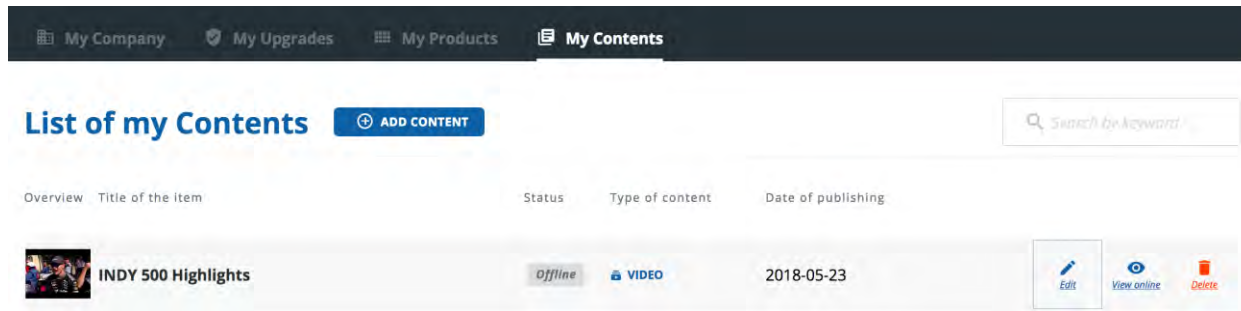 My Company My Upgrades My Products My Contents
List of my Contents ADD CONTENT Search by keyword
Overview Title of the item Status Type of content Date of publishing
INDY 500 Highlights Offline VIDEO 2018-05-23 Edit View online Delete